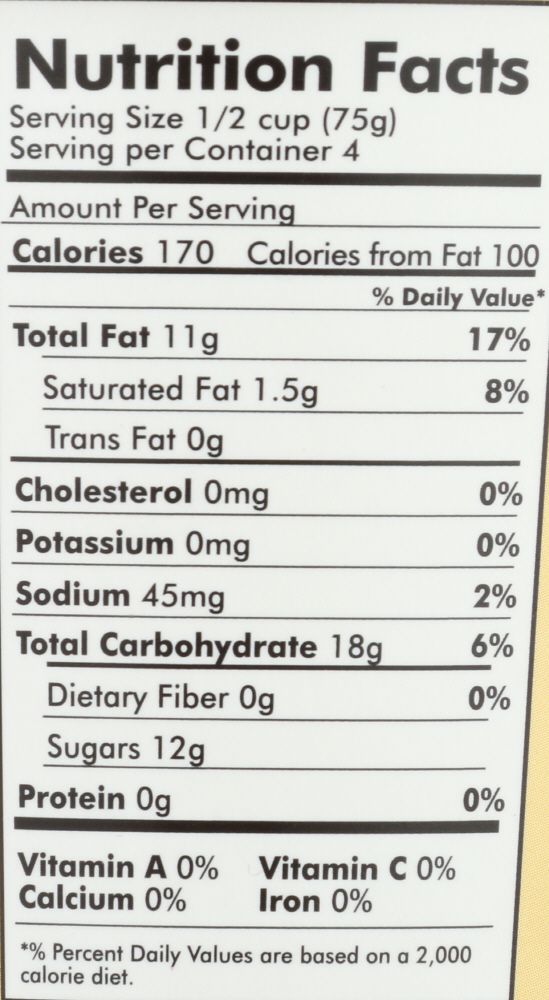 Nutrition Facts
Serving Size 1/2 cup (75g)
Serving per Container 4
Amount Per Serving
Calories 170 Calories from Fat 100
% Daily Value*
Total Fat 11g 17%
Saturated Fat 1.5g 8%
Trans Fat 0g
Cholesterol 0mg 0%
Potassium 0mg 0%
Sodium 45mg 2%
Total Carbohydrate 18g 6%
Dietary Fiber 0g 0%
Sugars 12g
Protein 0g 0%
Vitamin A 0% Vitamin C 0%
Calcium 0% Iron 0%
*% Percent Daily Values are based on a 2,000
calorie diet.